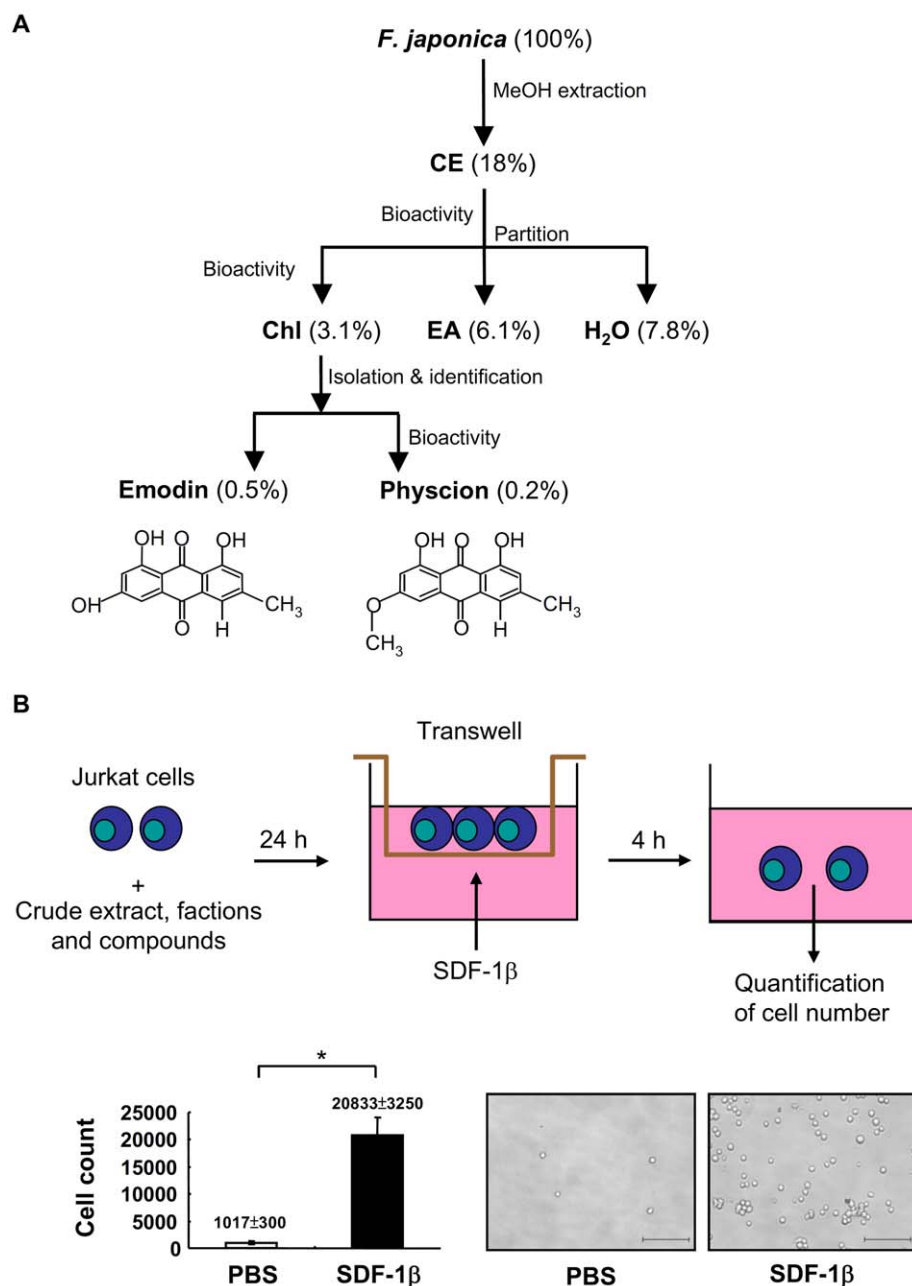 A
F. japonica (100%)
MeOH extraction
CE (18%)
Bioactivity
Partition
Bioactivity
Chl (3.1%) EA (6.1%) H₂O (7.8%)
Isolation & identification
Bioactivity
Emodin (0.5%) Physcion (0.2%)
OH O OH OH O OH
OH CH₃ O CH₃
O H O H
CH₃
B
Transwell
Jurkat cells
24 h 4 h
+
Crude extract, factions
and compounds
SDF-1β
Quantification
of cell number
*
25000
20000
15000
10000
5000
0
Cell count
20833±3250
1017±300
PBS SDF-1β PBS SDF-1β